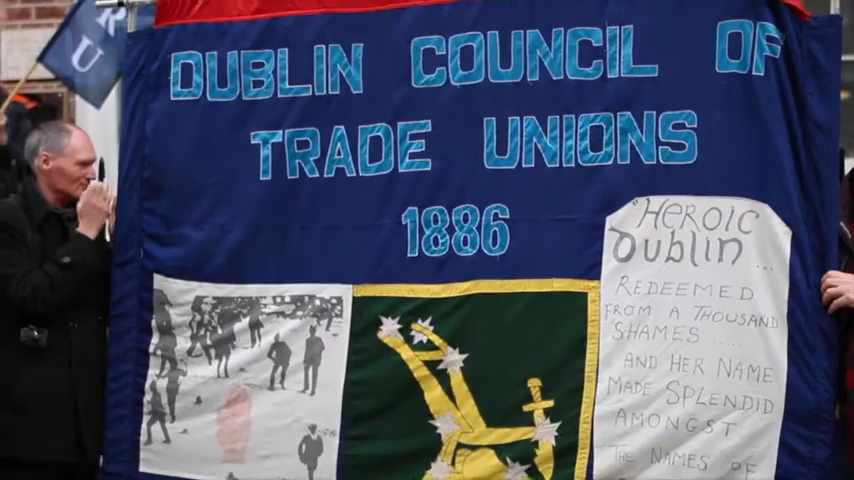 R
U
DUBLIN COUNCIL OF
TRADE UNIONS
1886
"HEROIC
DUBLIN...
REDEEMED
FROM A THOUSAND
SHAMES......
AND HER NAME
MADE SPLENDID
AMONGST
THE NAMES OF